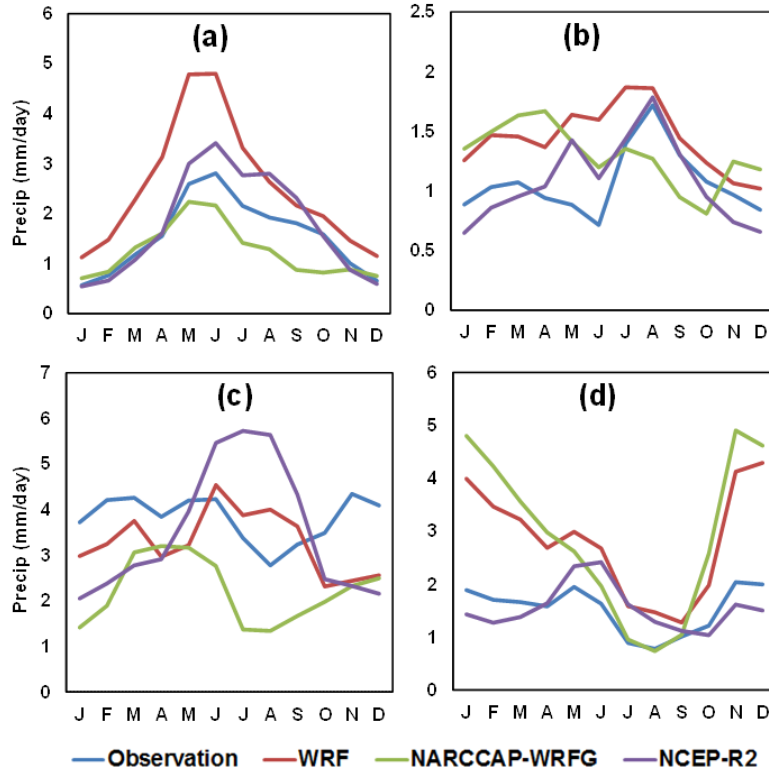 (a)
Precip (mm/day)
6
5
4
3
2
1
0
J F M A M J J A S O N D
(b)
2.5
2
1.5
1
0.5
0
J F M A M J J A S O N D
(c)
Precip (mm/day)
7
6
5
4
3
2
1
0
J F M A M J J A S O N D
(d)
6
5
4
3
2
1
0
J F M A M J J A S O N D
Observation WRF NARCCAP-WRFG NCEP-R2